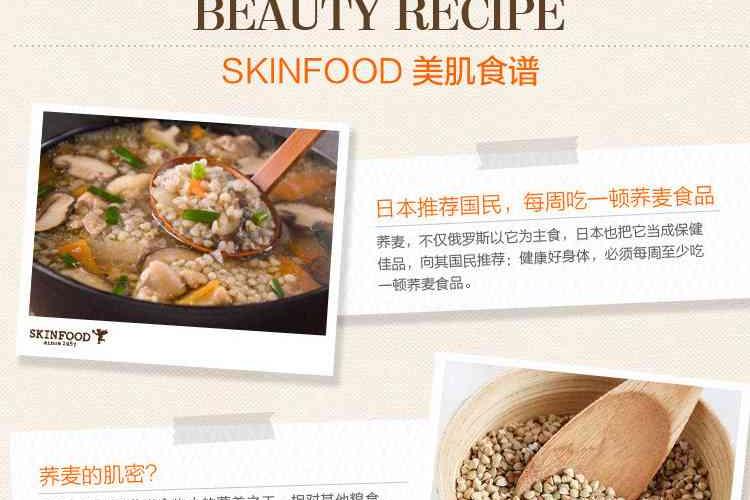 BEAUTY RECIPE
SKINFOOD 美肌食谱
日本推荐国民，每周吃一顿荞麦食品
荞麦，不仅俄罗斯以它为主食，日本也把它当成保健
佳品，向其国民推荐：健康好身体，必须每周至少吃
一顿荞麦食品。
SKINFOOD
since 1957
荞麦的肌密?